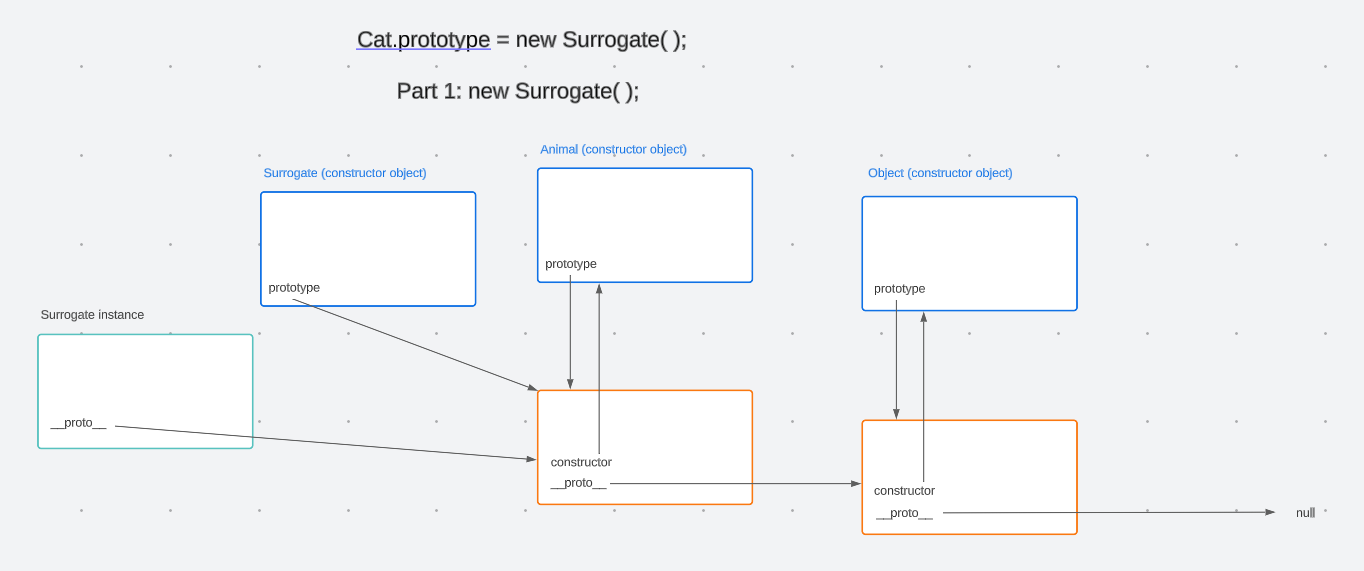 Cat.prototype = new Surrogate( );
Part 1: new Surrogate( );
Animal (constructor object)
Surrogate (constructor object)
Object (constructor object)
prototype
prototype
prototype
Surrogate instance
__proto__
constructor
__proto__
constructor
__proto__
null